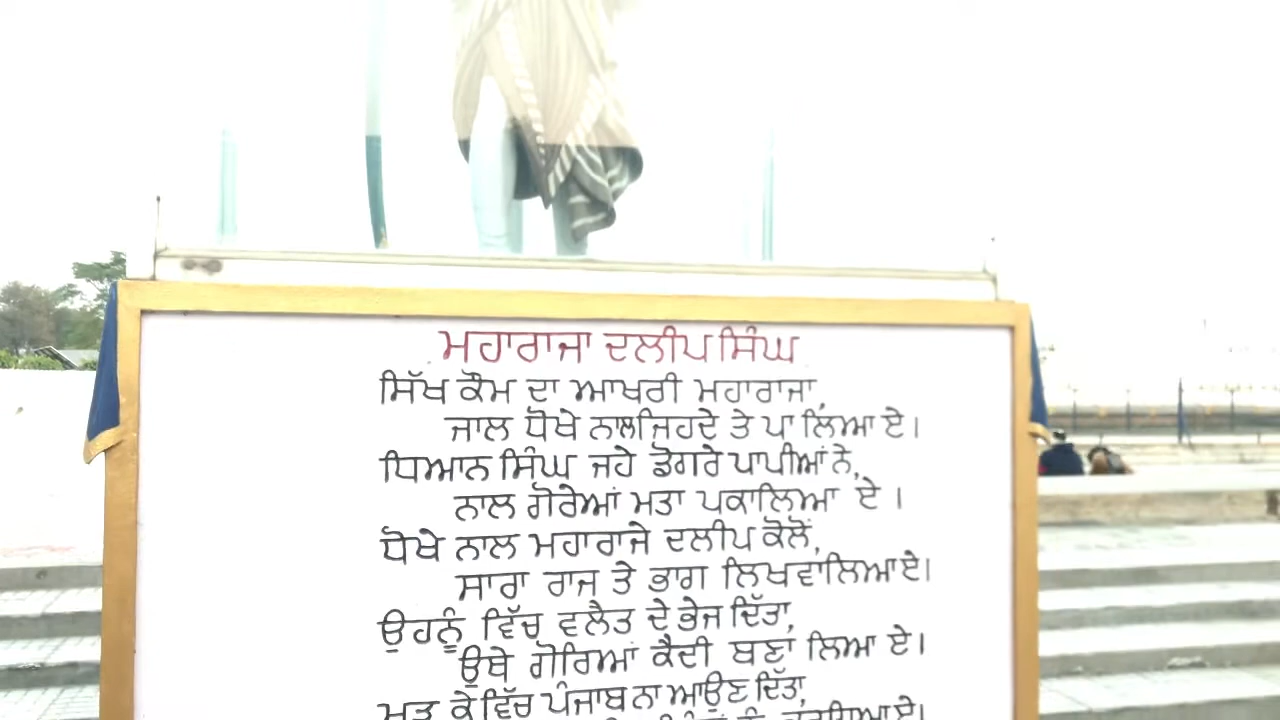 ਮਹਾਰਾਜਾ ਦਲੀਪ ਸਿੰਘ
ਸਿੱਖ ਕੌਮ ਦਾ ਆਖਰੀ ਮਹਾਰਾਜਾ,
ਜਾਲ ਧੋਖੇ ਨਾਲ ਜਿਹਦੇ ਤੇ ਪਾ ਲਿਆ ਏ।
ਧਿਆਨ ਸਿੰਘ ਜਹੇ ਡੋਗਰੇ ਪਾਪੀਆਂ ਨੇ,
ਨਾਲ ਗੋਰੇਆਂ ਮਤਾ ਪਕਾਲਿਆ ਏ।
ਧੋਖੇ ਨਾਲ ਮਹਾਰਾਜੇ ਦਲੀਪ ਕੋਲੋਂ,
ਸਾਰਾ ਰਾਜ ਤੇ ਭਾਗ ਲਿਖਵਾਲਿਆ ਏ।
ਉਹਨੂੰ ਵਿੱਚ ਵਲੈਤ ਦੇ ਭੇਜ ਦਿੱਤਾ,
ਉਥੇ ਗੋਰਿਆਂ ਕੈਦੀ ਬਣਾ ਲਿਆ ਏ।
ਮੁੜ ਕੇ ਵਿੱਚ ਪੰਜਾਬ ਨਾ ਆਉਣ ਦਿੱਤਾ,